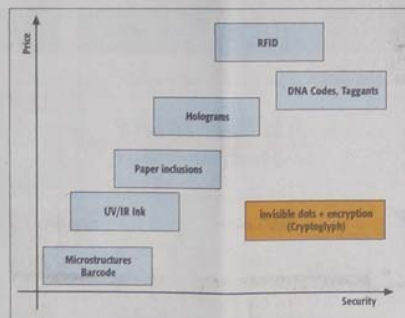 Price
RFID
DNA Codes, Taggants
Holograms
Paper inclusions
UV/IR Ink
Invisible dots + encryption
(Cryptoglyph)
Microstructures
Barcode
Security